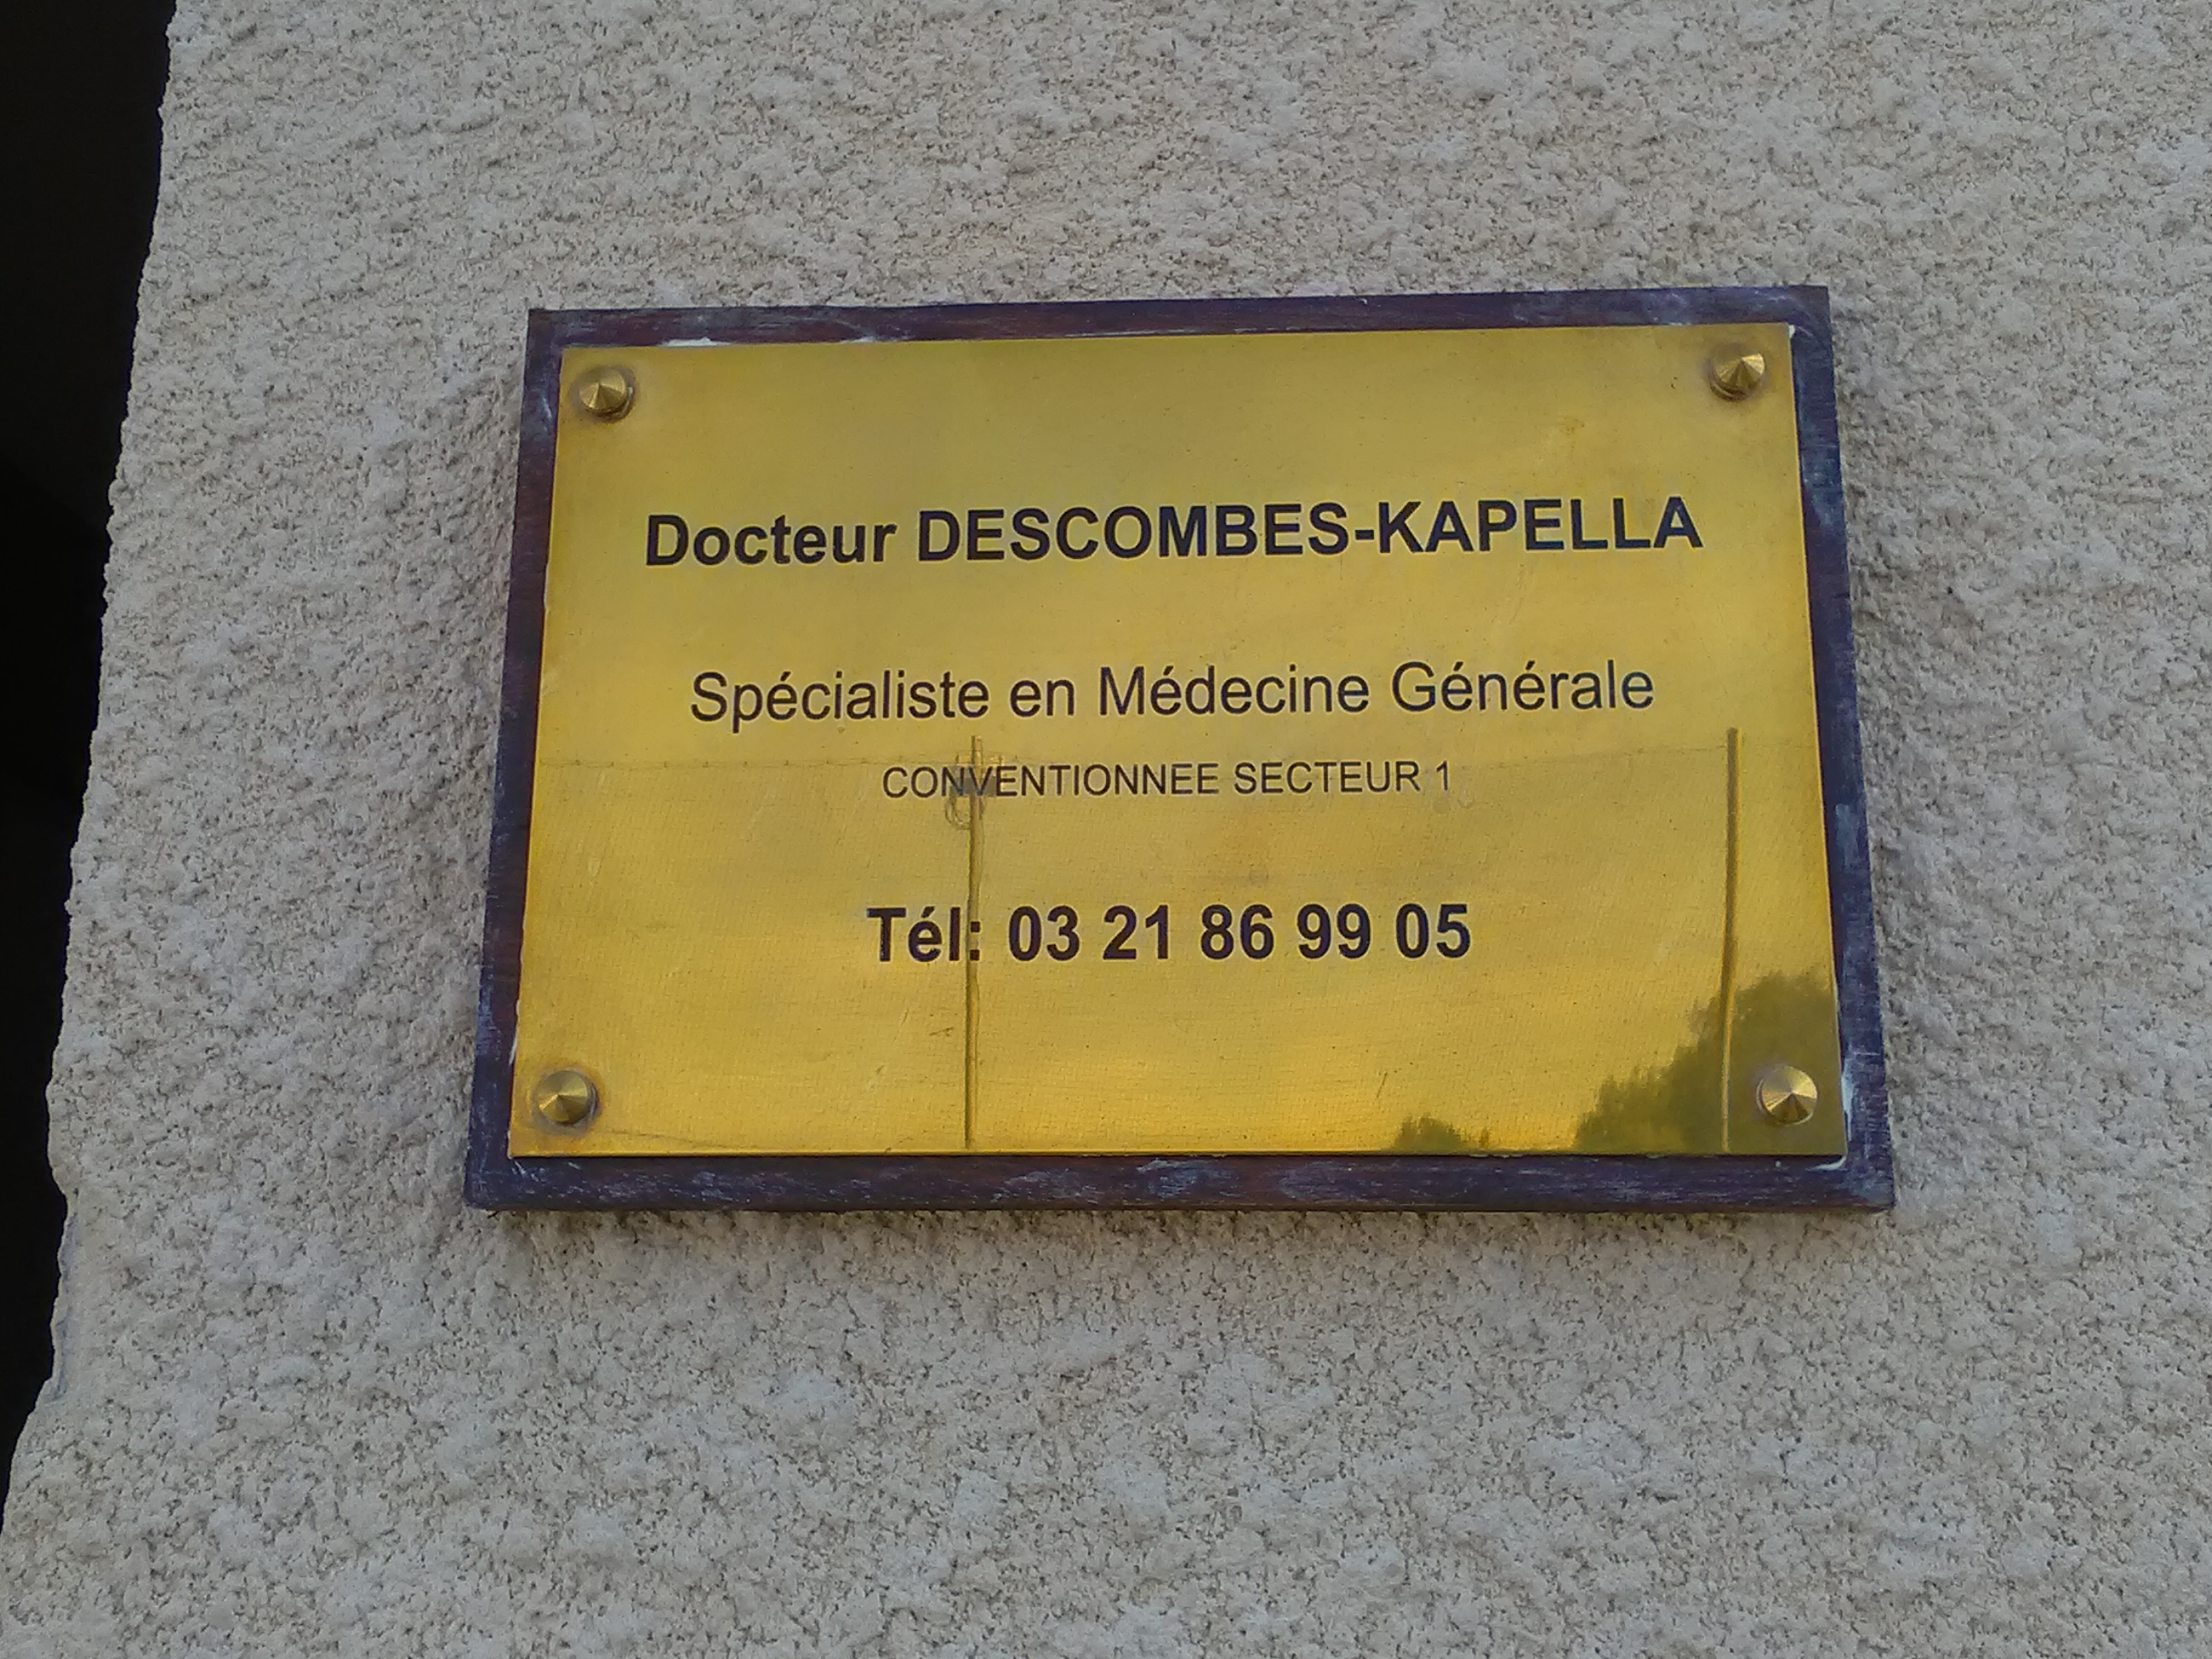 Docteur DESCOMBES-KAPELLA
Spécialiste en Médecine Générale
CONVENTIONNEE SECTEUR 1
Tél: 03 21 86 99 05